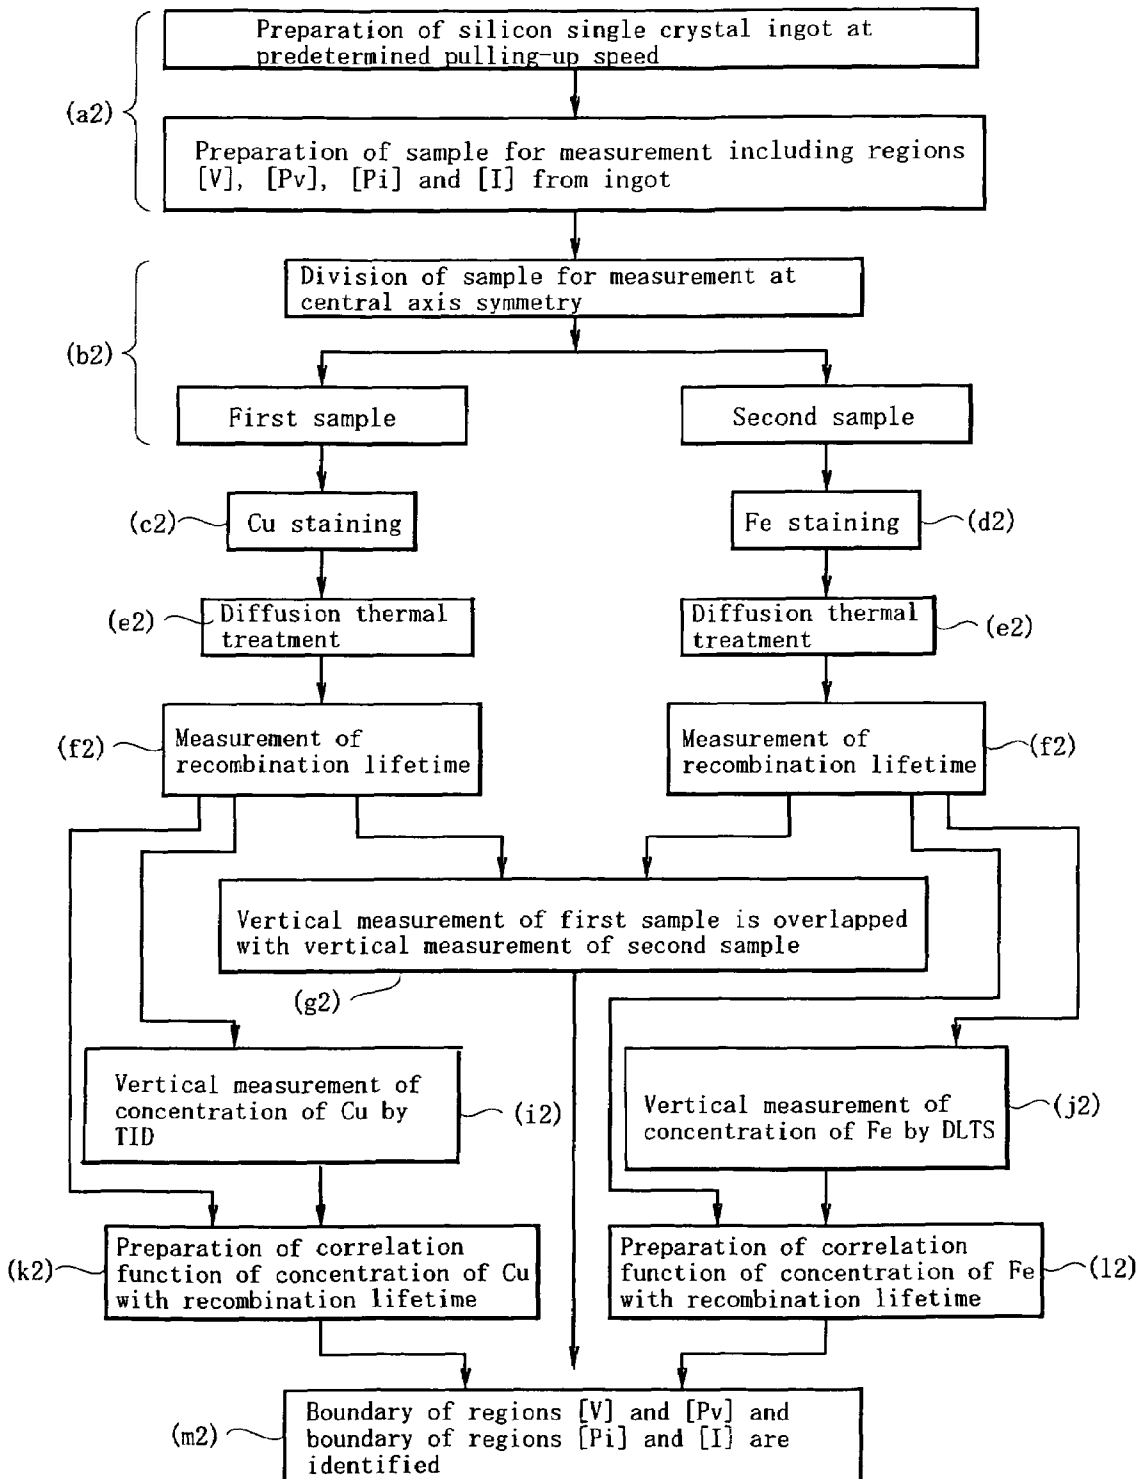 Preparation of silicon single crystal ingot at
predetermined pulling-up speed
(a2)
Preparation of sample for measurement including regions
[V], [Pv], [Pi] and [I] from ingot
Division of sample for measurement at
central axis symmetry
(b2)
First sample
Second sample
(c2)
Cu staining
Fe staining
(d2)
(e2)
Diffusion thermal
treatment
Diffusion thermal
treatment
(e2)
(f2)
Measurement of
recombination lifetime
Measurement of
recombination lifetime
(f2)
Vertical measurement of first sample is overlapped
with vertical measurement of second sample
(g2)
Vertical measurement of
concentration of Cu by
TID
(i2)
Vertical measurement of
concentration of Fe by DLTS
(j2)
(k2)
Preparation of correlation
function of concentration of Cu
with recombination lifetime
Preparation of correlation
function of concentration of Fe
with recombination lifetime
(l2)
(m2)
Boundary of regions [V] and [Pv] and
boundary of regions [Pi] and [I] are
identified